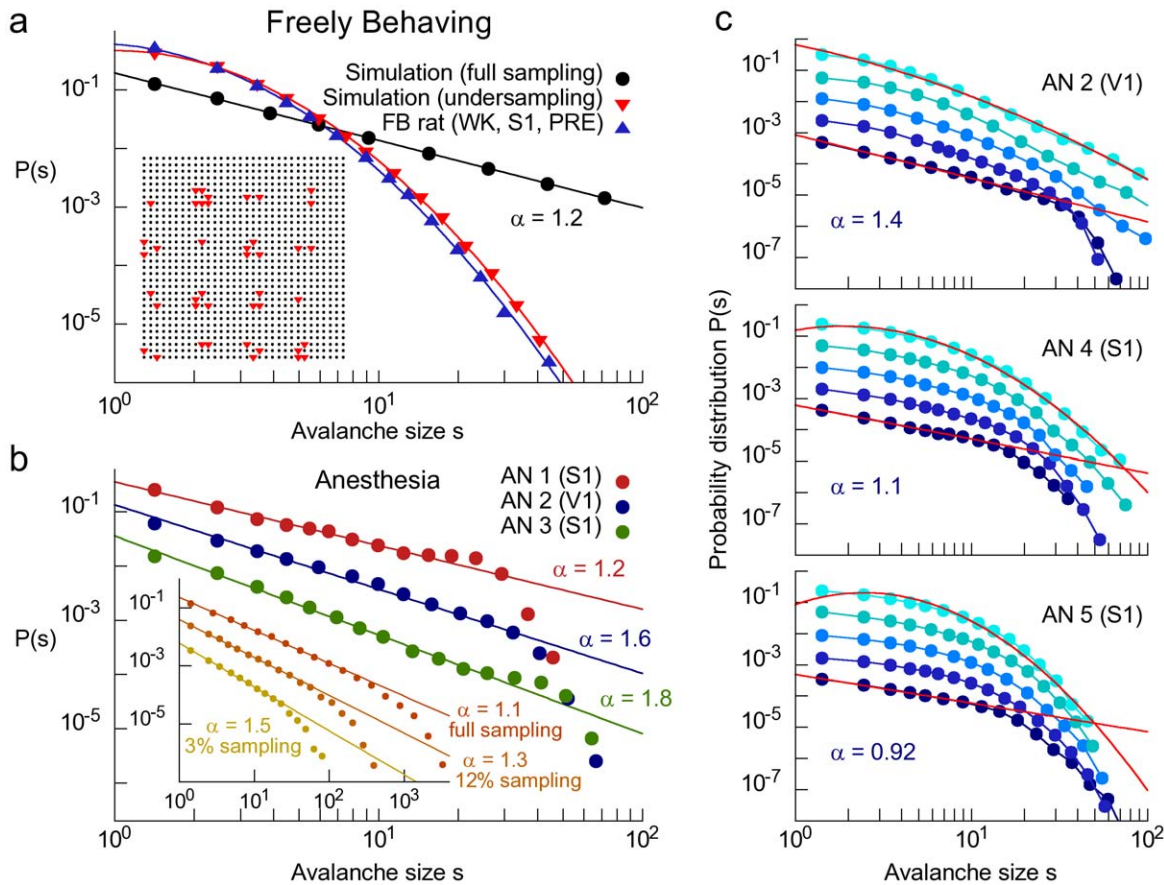 a
Freely Behaving
Simulation (full sampling)
Simulation (undersampling)
FB rat (WK, S1, PRE)
P(s)
10^-1
10^-3
10^-5
α = 1.2
10^0
10^1
10^2
Avalanche size s
b
Anesthesia
AN 1 (S1)
AN 2 (V1)
AN 3 (S1)
P(s)
10^-1
10^-3
10^-5
α = 1.2
α = 1.6
α = 1.8
10^-1
10^-3
10^-5
α = 1.1
full sampling
α = 1.5
3% sampling
α = 1.3
12% sampling
10^0
10^1
10^2
10^3
10^0
10^1
10^2
Avalanche size s
c
Probability distribution P(s)
AN 2 (V1)
10^-1
10^-3
10^-5
10^-7
α = 1.4
AN 4 (S1)
10^-1
10^-3
10^-5
10^-7
α = 1.1
AN 5 (S1)
10^-1
10^-3
10^-5
10^-7
α = 0.92
10^0
10^1
10^2
Avalanche size s